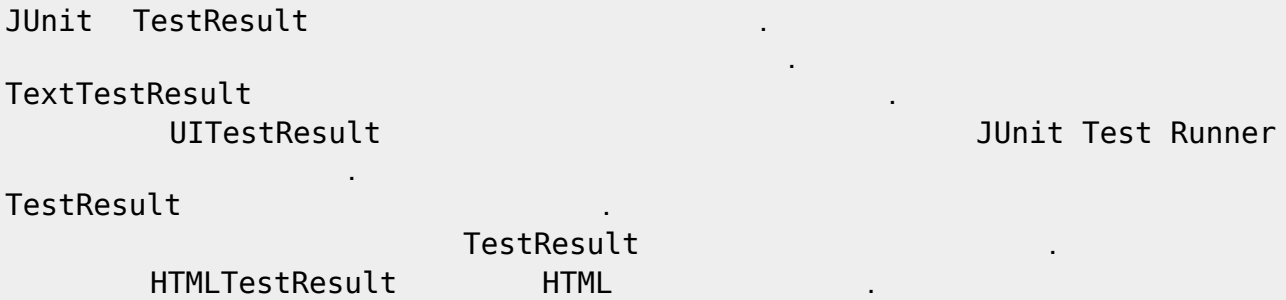 JUnit TestResult .
.
TextTestResult .
UITestResult JUnit Test Runner
.
TestResult .
TestResult .
HTMLTestResult HTML .